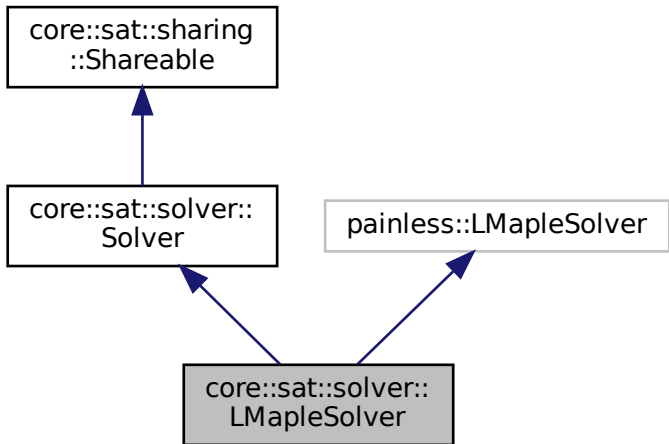 core::sat::sharing
::Shareable
core::sat::solver::
Solver
painless::LMapleSolver
core::sat::solver::
LMapleSolver